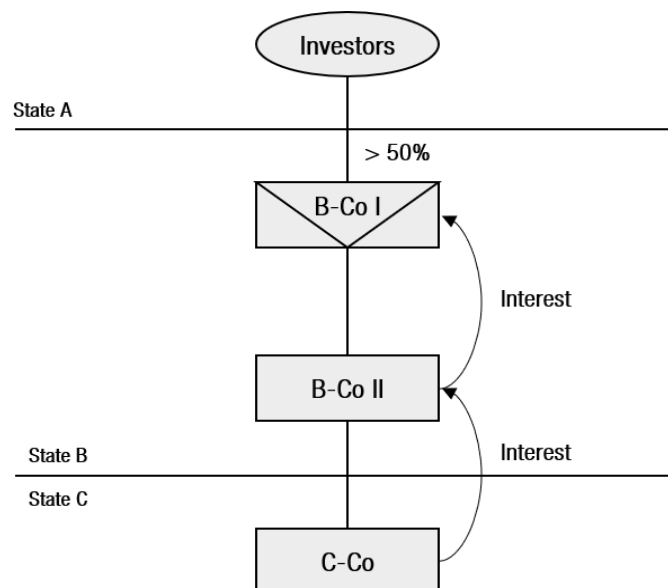 Investors
State A
> 50%
B-Co I
Interest
B-Co II
Interest
State B
State C
C-Co